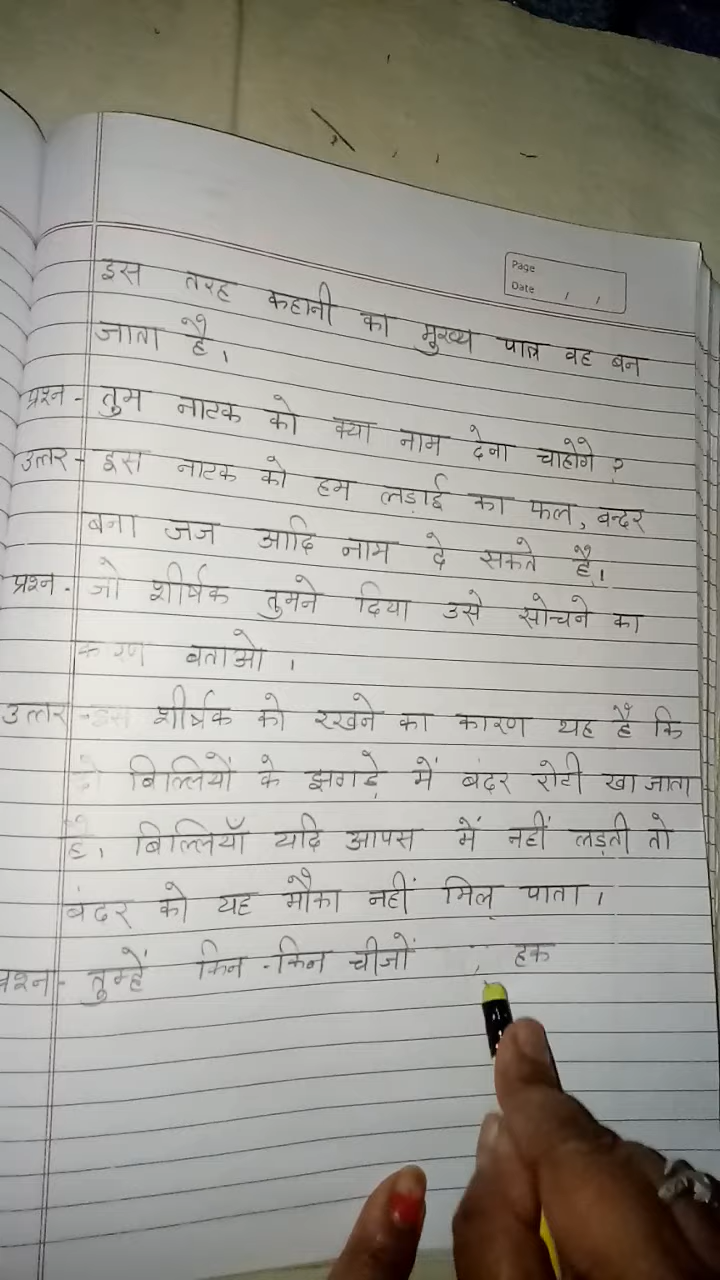 Page
Date / /
इस तरह कहानी का मुख्य पात्र वह बन
जाता है।
प्रश्न - तुम नाटक को क्या नाम देना चाहोगे ?
उत्तर - इस नाटक को हम लड़ाई का फल, बन्दर
बना जज आदि नाम दे सकते है।
प्रश्न - जो शीर्षक तुमने दिया उसे सोचने का
कारण बताओ ।
उत्तर - इस शीर्षक को रखने का कारण यह है कि
दो बिल्लियों के झगड़े में बंदर रोटी खा जाता
है, बिल्लियाँ यदि आपस में नहीं लड़ती तो
बंदर को यह मौका नहीं मिल पाता ।
प्रश्न - तुम्हें किन - किन चीजों हक